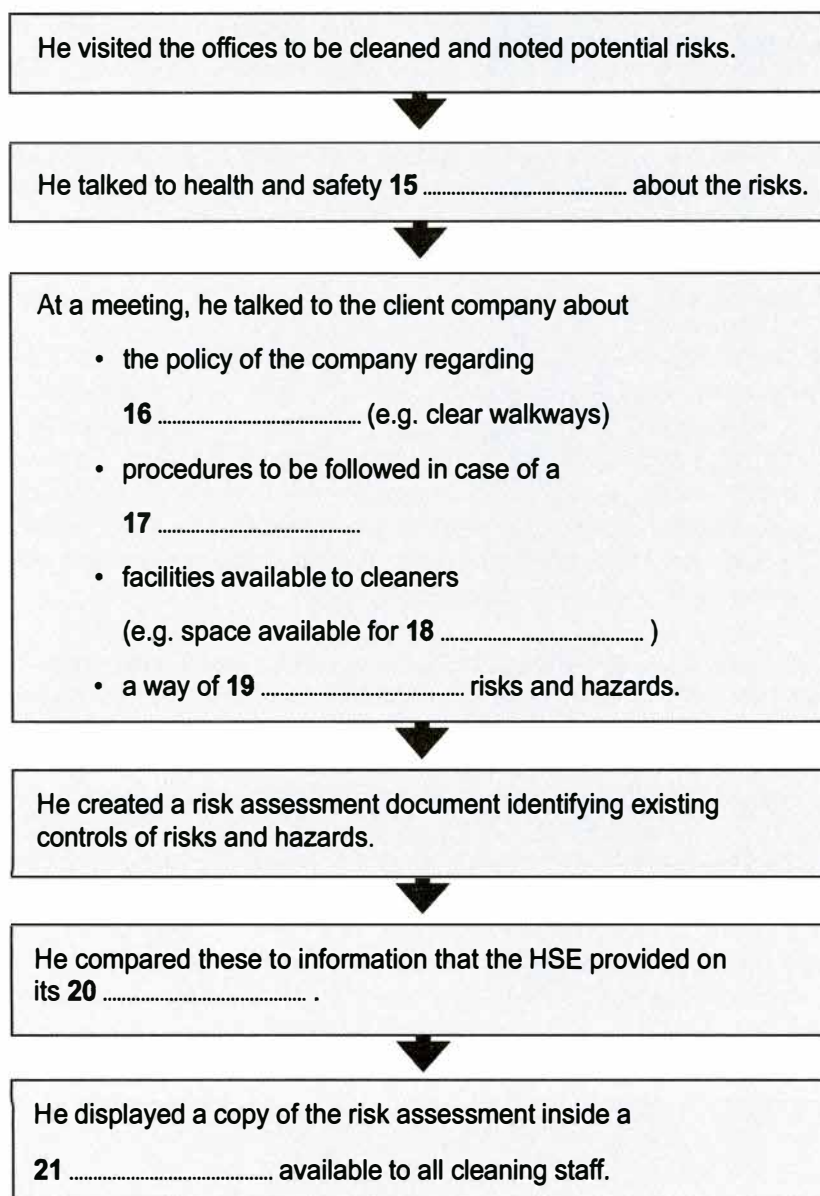 He visited the offices to be cleaned and noted potential risks.
He talked to health and safety 15 ........................................ about the risks.
At a meeting, he talked to the client company about
• the policy of the company regarding
16 ........................................ (e.g. clear walkways)
• procedures to be followed in case of a
17 ........................................
• facilities available to cleaners
(e.g. space available for 18 ........................................ )
• a way of 19 ........................................ risks and hazards.
He created a risk assessment document identifying existing
controls of risks and hazards.
He compared these to information that the HSE provided on
its 20 ........................................ .
He displayed a copy of the risk assessment inside a
21 ........................................ available to all cleaning staff.